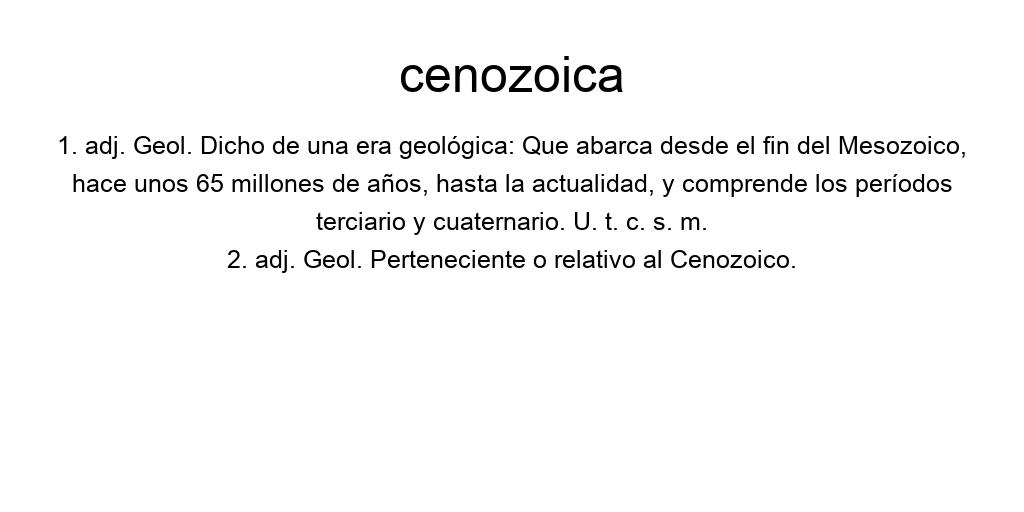 cenozoica
1. adj. Geol. Dicho de una era geológica: Que abarca desde el fin del Mesozoico,
hace unos 65 millones de años, hasta la actualidad, y comprende los períodos
terciario y cuaternario. U. t. c. s. m.
2. adj. Geol. Perteneciente o relativo al Cenozoico.